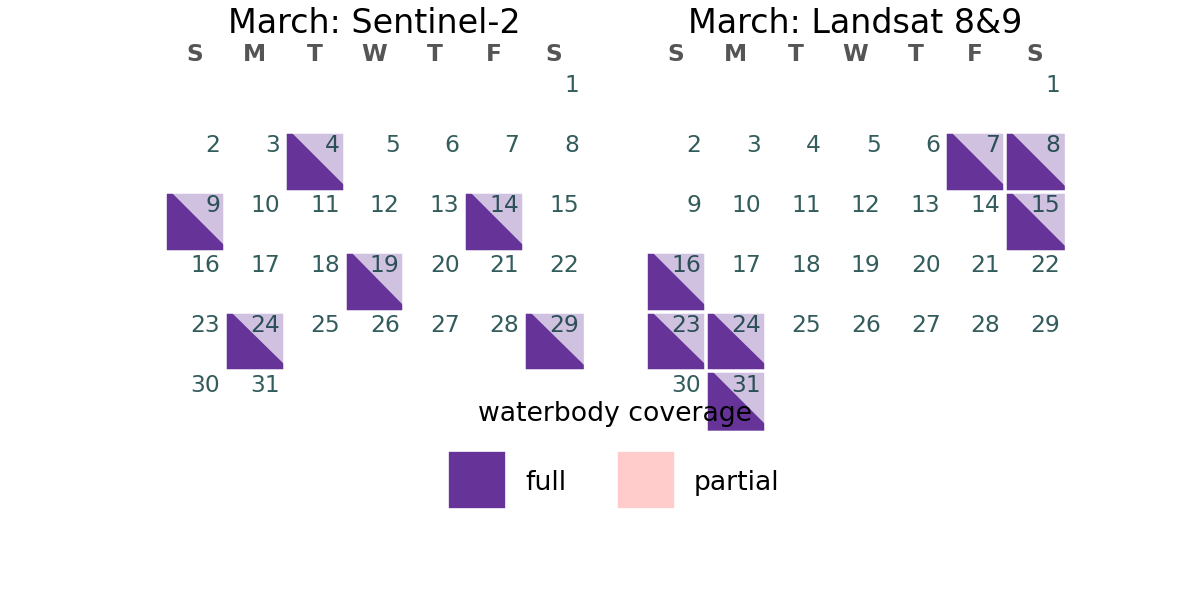 March: Sentinel-2
S M T W T F S
1
2 3 4 5 6 7 8
9 10 11 12 13 14 15
16 17 18 19 20 21 22
23 24 25 26 27 28 29
30 31
March: Landsat 8&9
S M T W T F S
1
2 3 4 5 6 7 8
9 10 11 12 13 14 15
16 17 18 19 20 21 22
23 24 25 26 27 28 29
30 31
waterbody coverage
full partial